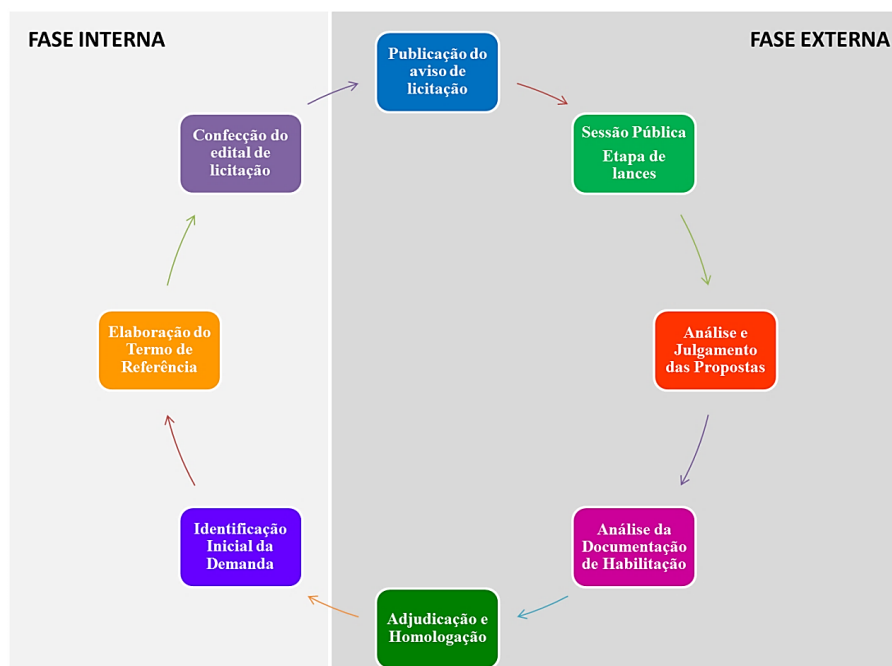 FASE INTERNA
FASE EXTERNA
Publicação do
aviso de
licitação
Sessão Pública
Etapa de
lances
Análise e
Julgamento
das Propostas
Análise da
Documentação
de Habilitação
Adjudicação e
Homologação
Identificação
Inicial da
Demanda
Elaboração do
Termo de
Referência
Confecção do
edital de
licitação